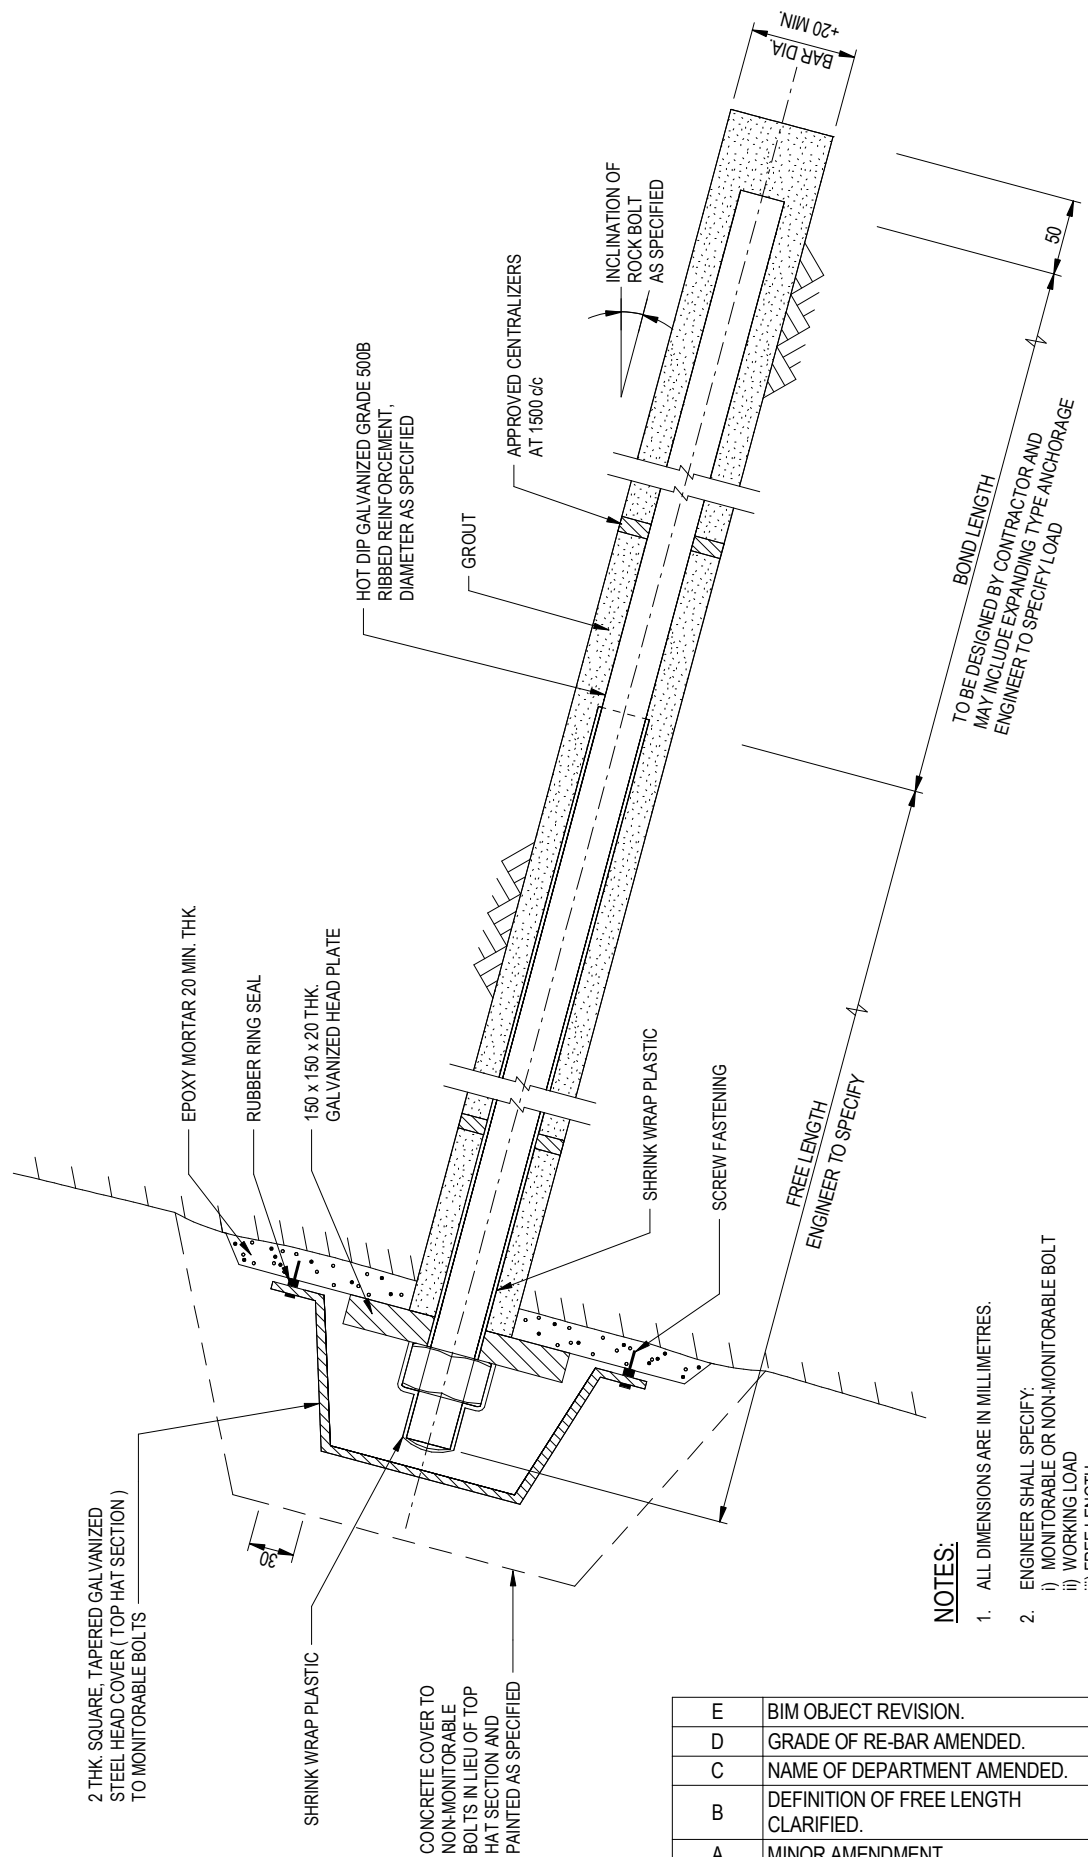 BAR DIA.
+20 MIN.
INCLINATION OF
ROCK BOLT
AS SPECIFIED
APPROVED CENTRALIZERS
AT 1500 c/c
HOT DIP GALVANIZED GRADE 500B
RIBBED REINFORCEMENT,
DIAMETER AS SPECIFIED
GROUT
50
BOND LENGTH
TO BE DESIGNED BY CONTRACTOR AND
MAY INCLUDE EXPANDING TYPE ANCHORAGE
ENGINEER TO SPECIFY LOAD
EPOXY MORTAR 20 MIN. THK.
RUBBER RING SEAL
150 x 150 x 20 THK.
GALVANIZED HEAD PLATE
SHRINK WRAP PLASTIC
SCREW FASTENING
FREE LENGTH
ENGINEER TO SPECIFY
2 THK. SQUARE, TAPERED GALVANIZED
STEEL HEAD COVER ( TOP HAT SECTION )
TO MONITORABLE BOLTS
30
SHRINK WRAP PLASTIC
CONCRETE COVER TO
NON-MONITORABLE
BOLTS IN LIEU OF TOP
HAT SECTION AND
PAINTED AS SPECIFIED
NOTES:
1. ALL DIMENSIONS ARE IN MILLIMETRES.
2. ENGINEER SHALL SPECIFY:
i) MONITORABLE OR NON-MONITORABLE BOLT
ii) WORKING LOAD
iii) FREE LENGTH
E BIM OBJECT REVISION.
D GRADE OF RE-BAR AMENDED.
C NAME OF DEPARTMENT AMENDED.
B DEFINITION OF FREE LENGTH
CLARIFIED.
A MINOR AMENDMENT